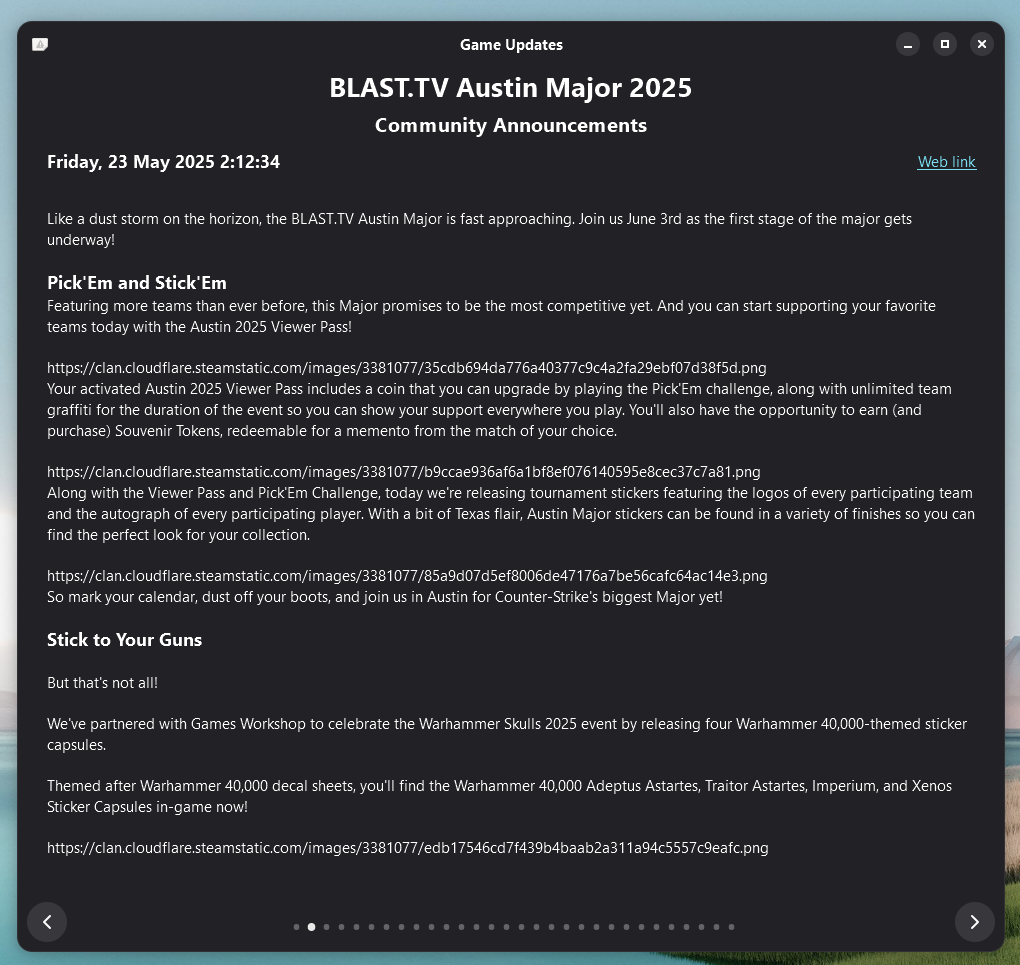 Game Updates
BLAST.TV Austin Major 2025
Community Announcements
Friday, 23 May 2025 2:12:34
Web link
Like a dust storm on the horizon, the BLAST.TV Austin Major is fast approaching. Join us June 3rd as the first stage of the major gets
underway!
Pick'Em and Stick'Em
Featuring more teams than ever before, this Major promises to be the most competitive yet. And you can start supporting your favorite
teams today with the Austin 2025 Viewer Pass!
https://clan.cloudflare.steamstatic.com/images/3381077/35cdb694da776a40377c9c4a2fa29ebf07d38f5d.png
Your activated Austin 2025 Viewer Pass includes a coin that you can upgrade by playing the Pick'Em challenge, along with unlimited team
graffiti for the duration of the event so you can show your support everywhere you play. You'll also have the opportunity to earn (and
purchase) Souvenir Tokens, redeemable for a memento from the match of your choice.
https://clan.cloudflare.steamstatic.com/images/3381077/b9ccae936af6a1bf8ef076140595e8cec37c7a81.png
Along with the Viewer Pass and Pick'Em Challenge, today we're releasing tournament stickers featuring the logos of every participating team
and the autograph of every participating player. With a bit of Texas flair, Austin Major stickers can be found in a variety of finishes so you can
find the perfect look for your collection.
https://clan.cloudflare.steamstatic.com/images/3381077/85a9d07d5ef8006de47176a7be56cafc64ac14e3.png
So mark your calendar, dust off your boots, and join us in Austin for Counter-Strike's biggest Major yet!
Stick to Your Guns
But that's not all!
We've partnered with Games Workshop to celebrate the Warhammer Skulls 2025 event by releasing four Warhammer 40,000-themed sticker
capsules.
Themed after Warhammer 40,000 decal sheets, you'll find the Warhammer 40,000 Adeptus Astartes, Traitor Astartes, Imperium, and Xenos
Sticker Capsules in-game now!
https://clan.cloudflare.steamstatic.com/images/3381077/edb17546cd7f439b4baab2a311a94c5557c9eafc.png